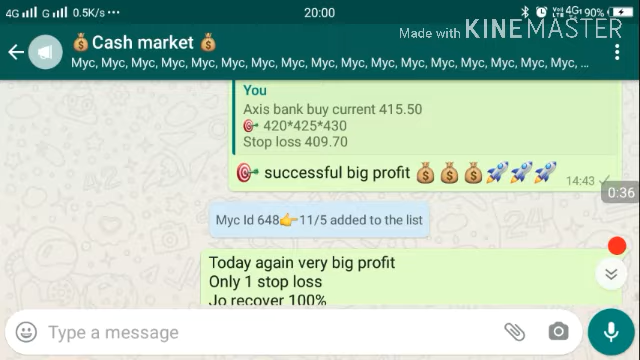 4G G 0.5K/s ··· 20:00 4G 90%
Made with KINEMASTER
💰Cash market 💰
Myc, Myc, Myc, Myc, Myc, Myc, Myc, Myc, Myc, Myc, Myc, Myc, Myc, Myc, Myc, Myc, Myc, ...
You
Axis bank buy current 415.50
🎯 420*425*430
Stop loss 409.70
🎯 successful big profit 💰 💰 💰🚀🚀🚀
14:43
0:36
Myc Id 648👉11/5 added to the list
Today again very big profit
Only 1 stop loss
Jo recover 100%
Type a message